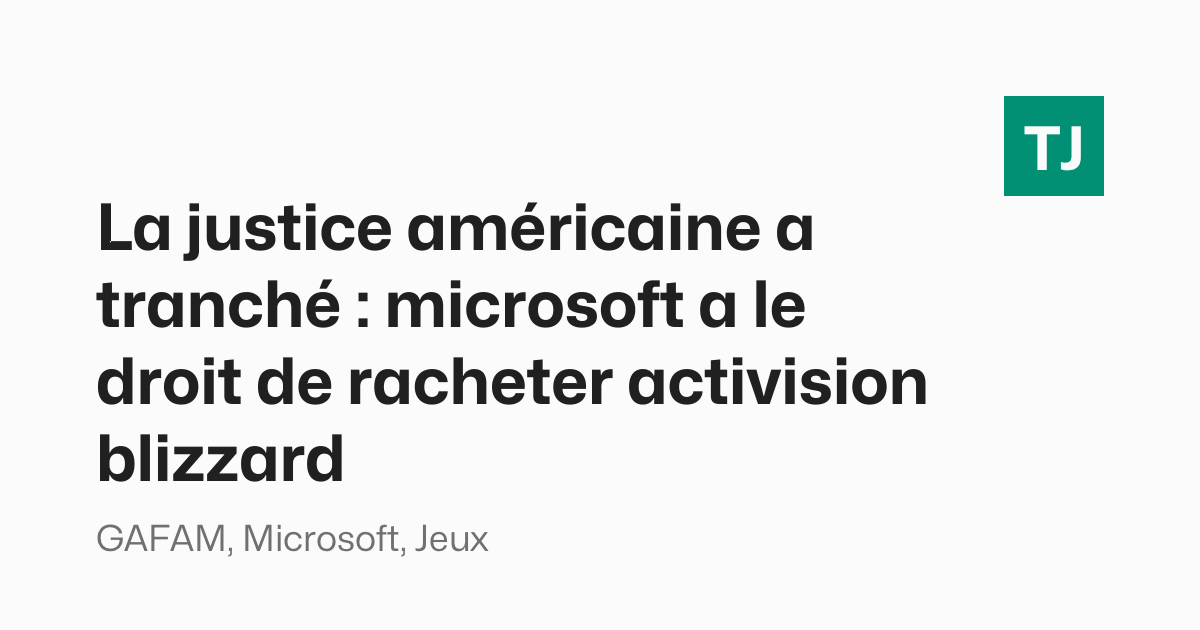 TJ
La justice américaine a
tranché : microsoft a le
droit de racheter activision
blizzard
GAFAM, Microsoft, Jeux